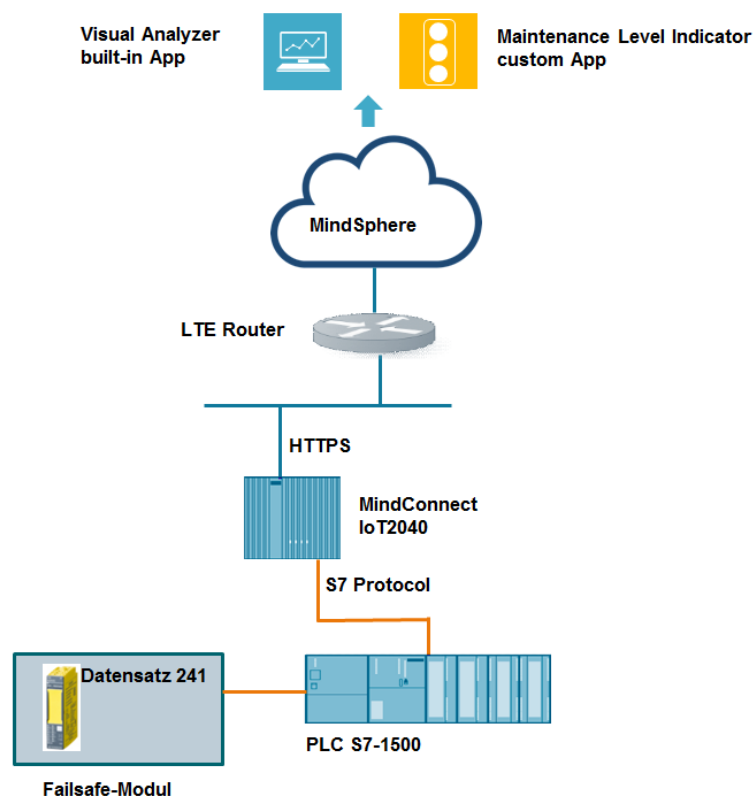 Visual Analyzer
built-in App
Maintenance Level Indicator
custom App
MindSphere
LTE Router
HTTPS
MindConnect
IoT2040
S7 Protocol
Datensatz 241
PLC S7-1500
Failsafe-Modul